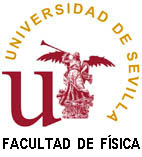 UNIVERSIDAD DE SEVILLA
u
FACULTAD DE FÍSICA